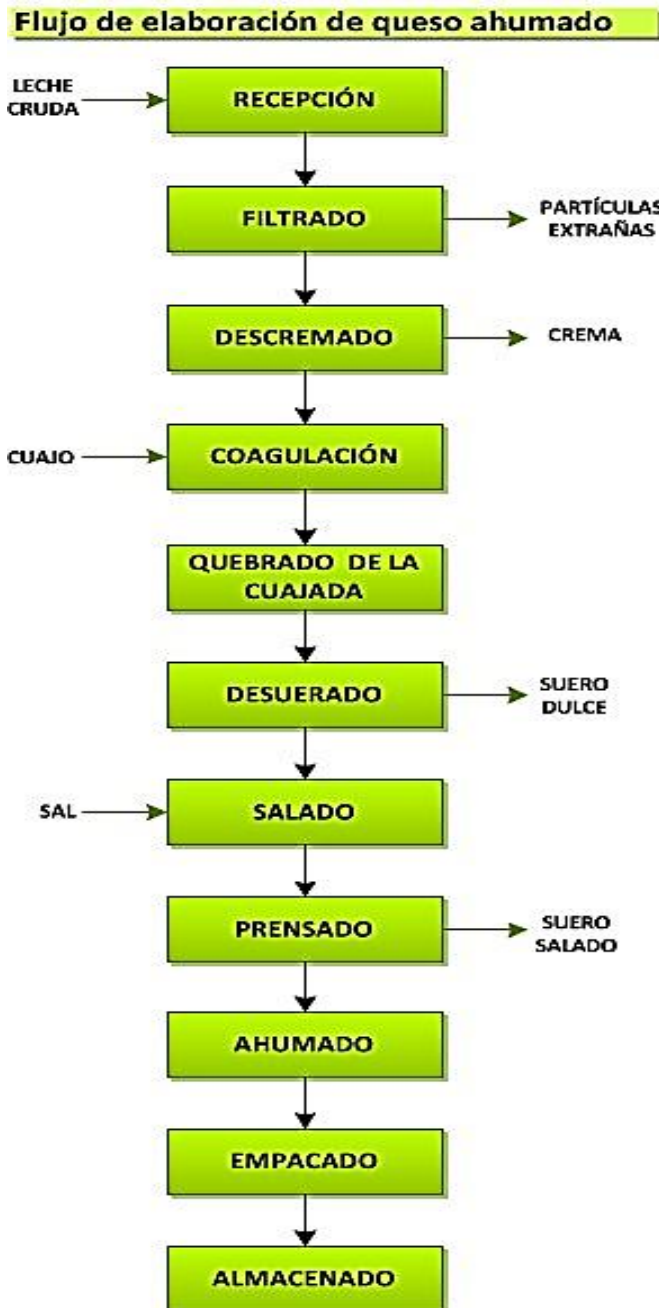 Flujo de elaboración de queso ahumado
LECHE
CRUDA
RECEPCIÓN
FILTRADO
PARTÍCULAS
EXTRAÑAS
DESCREMADO
CREMA
CUAJO
COAGULACIÓN
QUEBRADO DE LA
CUAJADA
DESUERADO
SUERO
DULCE
SAL
SALADO
PRENSADO
SUERO
SALADO
AHUMADO
EMPACADO
ALMACENADO